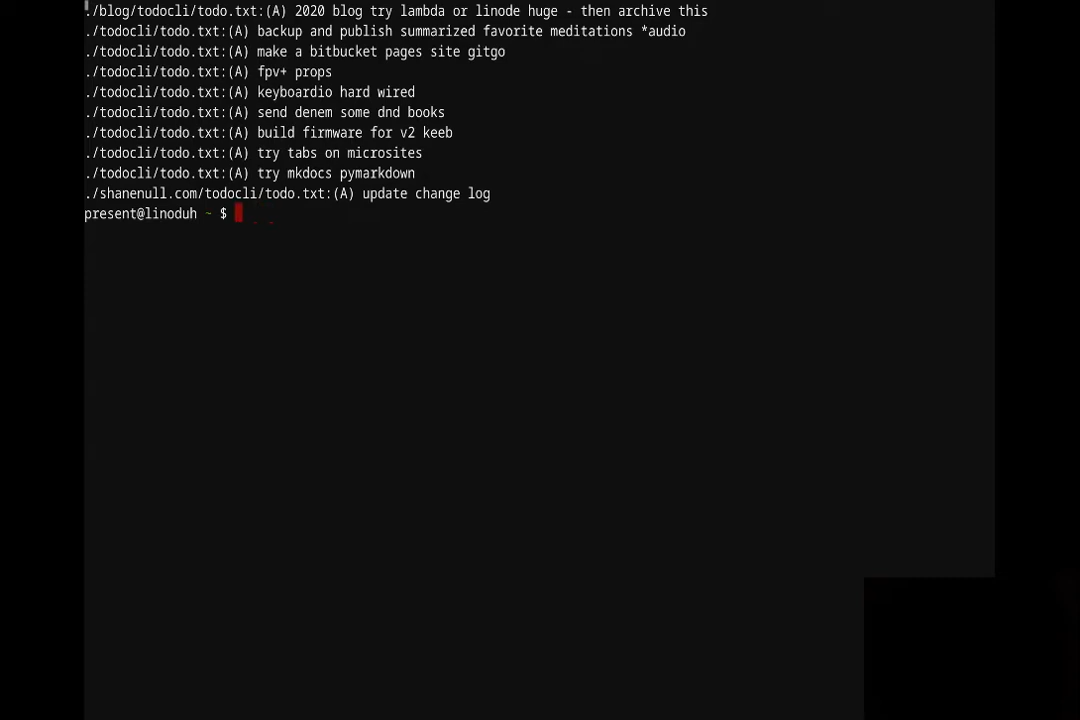 ./blog/todocli/todo.txt:(A) 2020 blog try lambda or linode huge - then archive this
./todocli/todo.txt:(A) backup and publish summarized favorite meditations *audio
./todocli/todo.txt:(A) make a bitbucket pages site gitgo
./todocli/todo.txt:(A) fpv+ props
./todocli/todo.txt:(A) keyboardio hard wired
./todocli/todo.txt:(A) send denem some dnd books
./todocli/todo.txt:(A) build firmware for v2 keeb
./todocli/todo.txt:(A) try tabs on microsites
./todocli/todo.txt:(A) try mkdocs pymarkdown
./shanenull.com/todocli/todo.txt:(A) update change log
present@linoduh ~ $